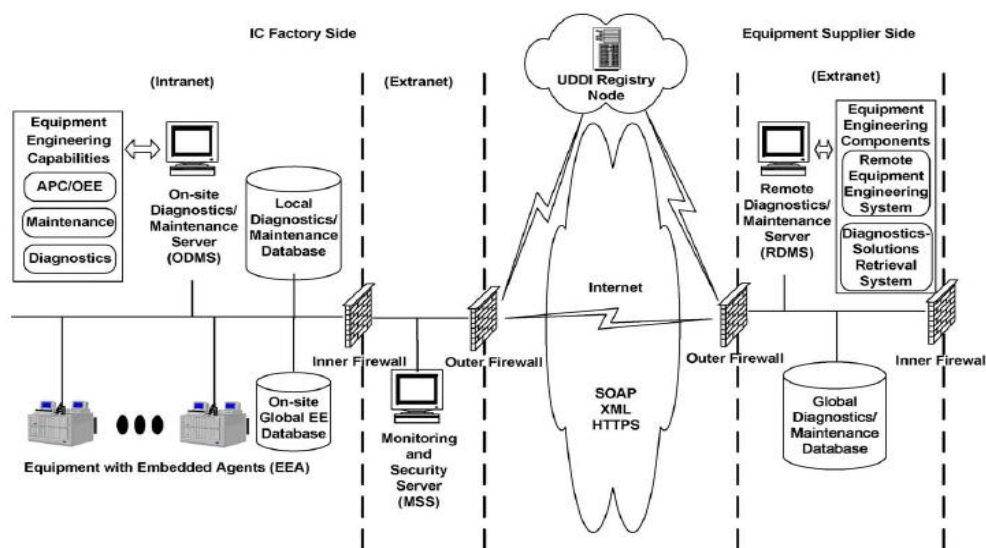 IC Factory Side
Equipment Supplier Side
UDDI Registry
Node
(Intranet)
(Extranet)
(Extranet)
Equipment
Engineering
Capabilities
APC/OEE
Maintenance
Diagnostics
On-site
Diagnostics/
Maintenance
Server
(ODMS)
Local
Diagnostics/
Maintenance
Database
Remote
Diagnostics/
Maintenance
Server
(RDMS)
Equipment
Engineering
Components
Remote
Equipment
Engineering
System
Diagnostics-
Solutions
Retrieval
System
Internet
Inner Firewall
Outer Firewall
Outer Firewall
Inner Firewal
On-site
Global EE
Database
Monitoring
and
Security
Server
(MSS)
SOAP
XML
HTTPS
Global
Diagnostics/
Maintenance
Database
Equipment with Embedded Agents (EEA)